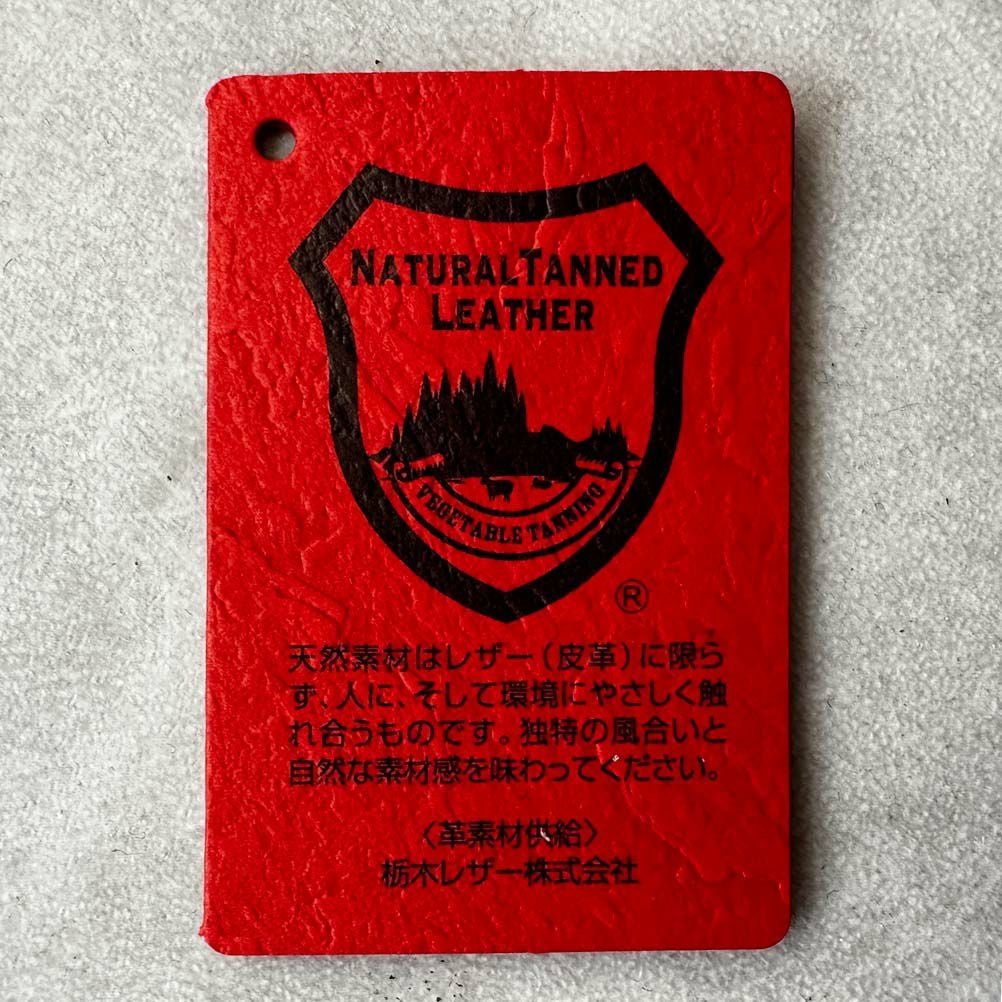 NATURAL TANNED
LEATHER
VEGETABLE TANNING
®
天然素材はレザー（皮革）に限ら
ず、人に、そして環境にやさしく触
れ合うものです。独特の風合いと
自然な素材感を味わってください。
〈革素材供給〉
栃木レザー株式会社